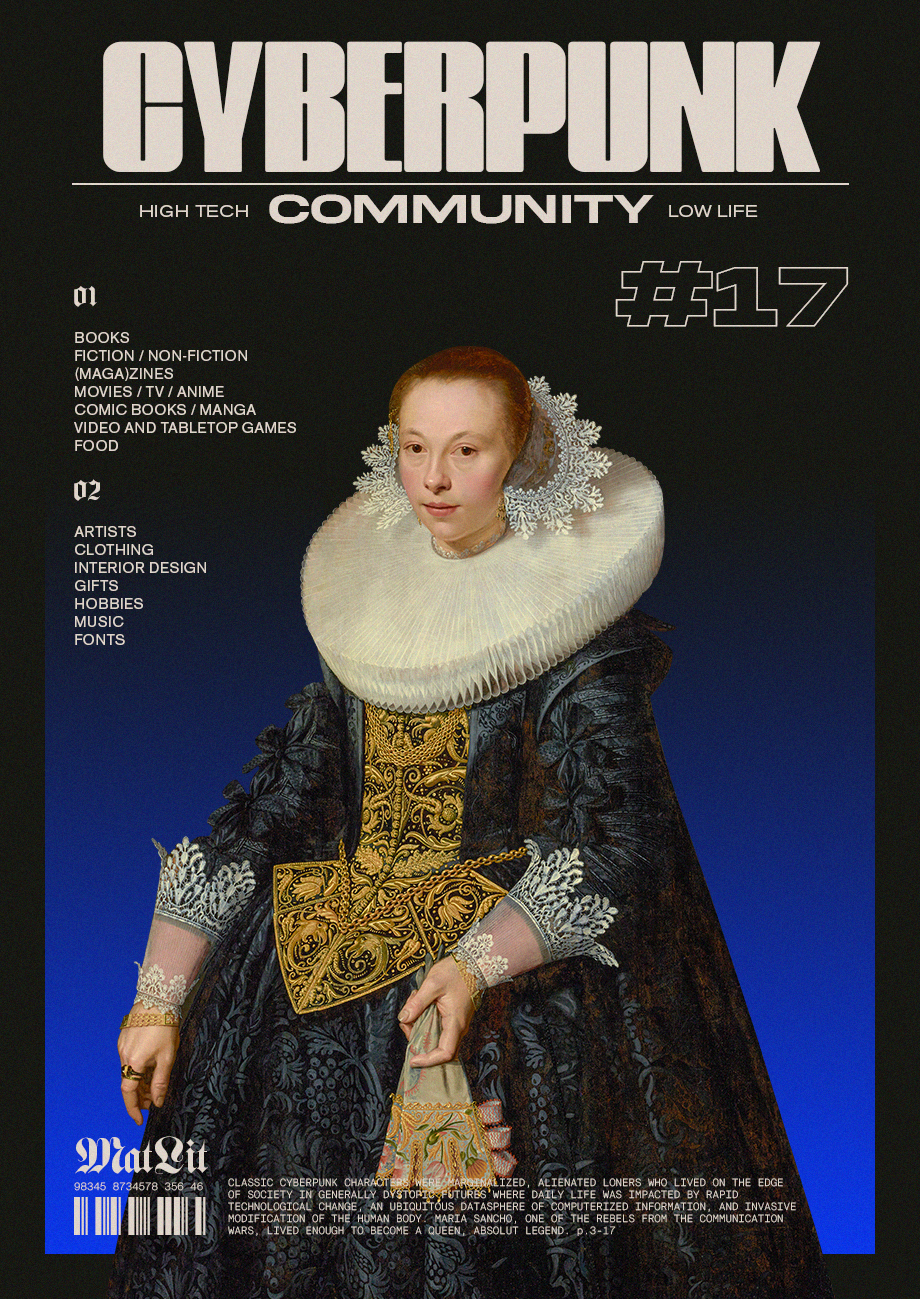 CYBERPUNK
HIGH TECH COMMUNITY LOW LIFE
#17
01
BOOKS
FICTION / NON-FICTION
(MAGA)ZINES
MOVIES / TV / ANIME
COMIC BOOKS / MANGA
VIDEO AND TABLETOP GAMES
FOOD
02
ARTISTS
CLOTHING
INTERIOR DESIGN
GIFTS
HOBBIES
MUSIC
FONTS
MatLit
98345 8734578 356 46
CLASSIC CYBERPUNK CHARACTERS WERE MARGINALIZED, ALIENATED LONERS WHO LIVED ON THE EDGE
OF SOCIETY IN GENERALLY DYSTOPIC FUTURES WHERE DAILY LIFE WAS IMPACTED BY RAPID
TECHNOLOGICAL CHANGE, AN UBIQUITOUS DATASPHERE OF COMPUTERIZED INFORMATION, AND INVASIVE
MODIFICATION OF THE HUMAN BODY. MARIA SANCHO, ONE OF THE REBELS FROM THE COMMUNICATION
WARS, LIVED ENOUGH TO BECOME A QUEEN, ABSOLUT LEGEND. p.3-17